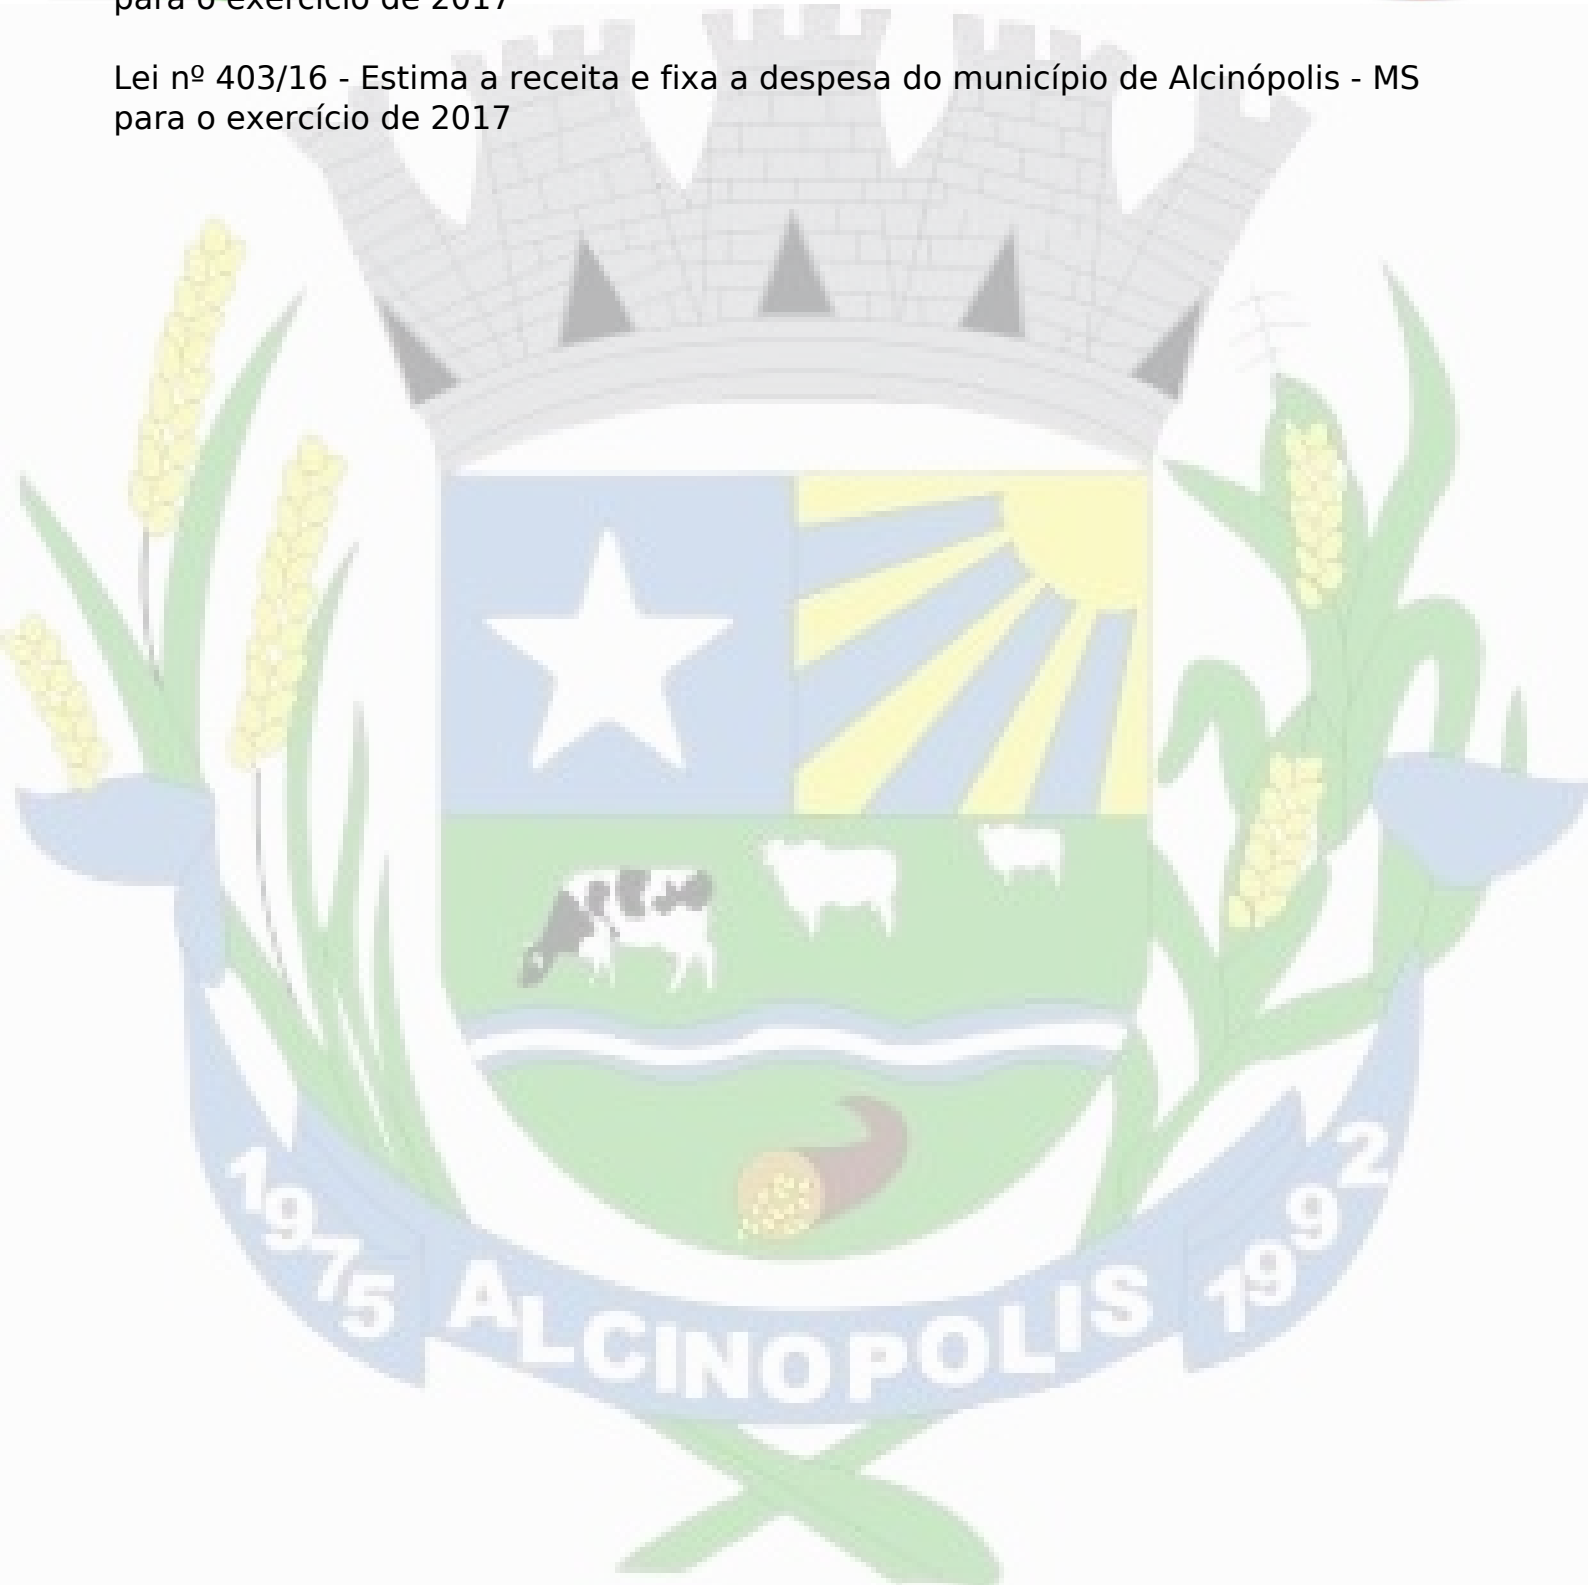 para o exercício de 2017
Lei nº 403/16 - Estima a receita e fixa a despesa do município de Alcinópolis - MS
para o exercício de 2017
1975 ALCINOPOLIS 1992